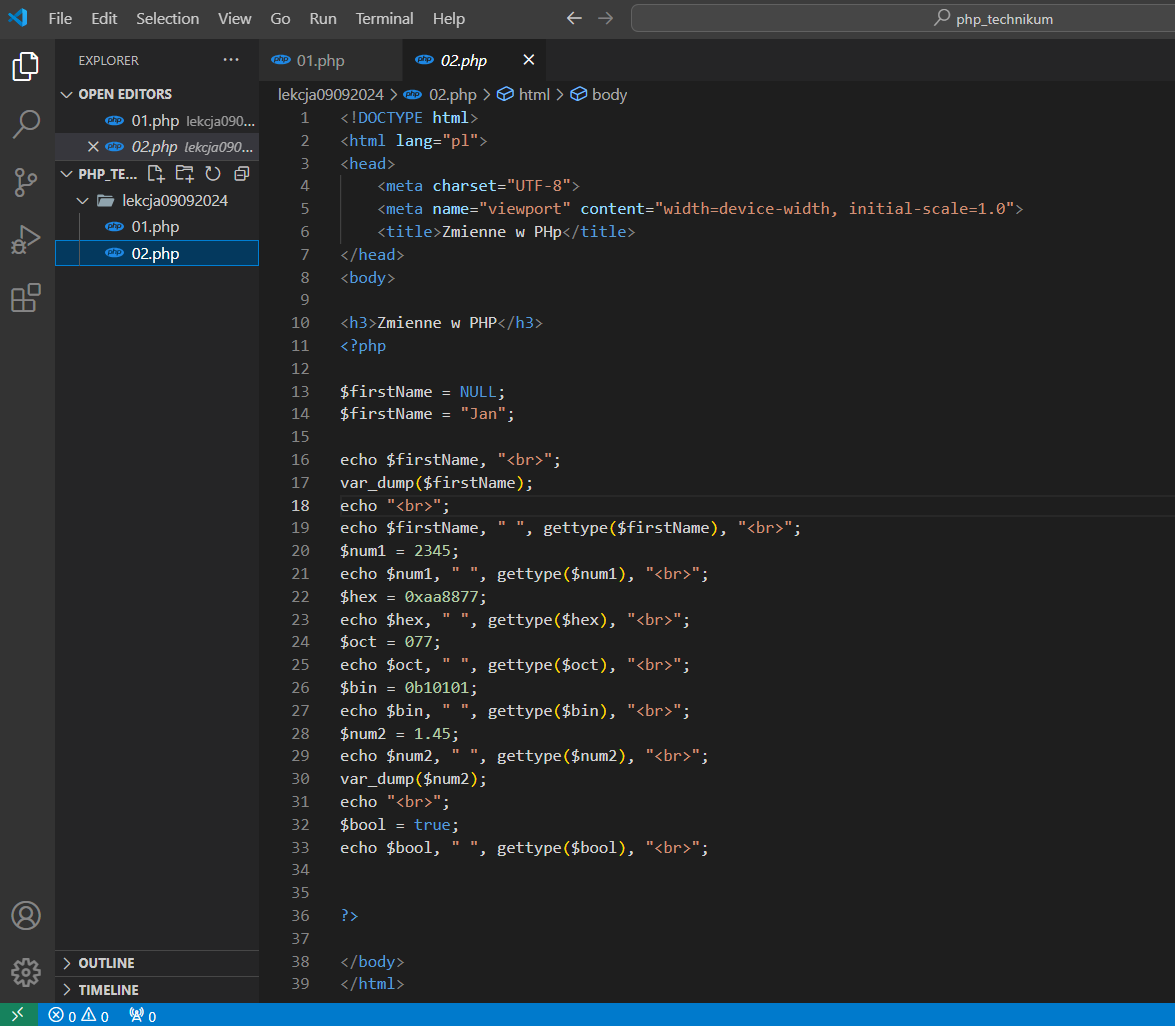 File Edit Selection View Go Run Terminal Help
php_technikum
EXPLORER
OPEN EDITORS
php 01.php lekcja090...
php 02.php lekcja090...
PHP_TE...
lekcja09092024
php 01.php
php 02.php
OUTLINE
TIMELINE
php 01.php
php 02.php
lekcja09092024 > php 02.php > html > body
1 <!DOCTYPE html>
2 <html lang="pl">
3 <head>
4 <meta charset="UTF-8">
5 <meta name="viewport" content="width=device-width, initial-scale=1.0">
6 <title>Zmienne w PHp</title>
7 </head>
8 <body>
9
10 <h3>Zmienne w PHP</h3>
11 <?php
12
13 $firstName = NULL;
14 $firstName = "Jan";
15
16 echo $firstName, "<br>";
17 var_dump($firstName);
18 echo "<br>";
19 echo $firstName, " ", gettype($firstName), "<br>";
20 $num1 = 2345;
21 echo $num1, " ", gettype($num1), "<br>";
22 $hex = 0xaa8877;
23 echo $hex, " ", gettype($hex), "<br>";
24 $oct = 077;
25 echo $oct, " ", gettype($oct), "<br>";
26 $bin = 0b10101;
27 echo $bin, " ", gettype($bin), "<br>";
28 $num2 = 1.45;
29 echo $num2, " ", gettype($num2), "<br>";
30 var_dump($num2);
31 echo "<br>";
32 $bool = true;
33 echo $bool, " ", gettype($bool), "<br>";
34
35
36 ?>
37
38 </body>
39 </html>
0 0 0